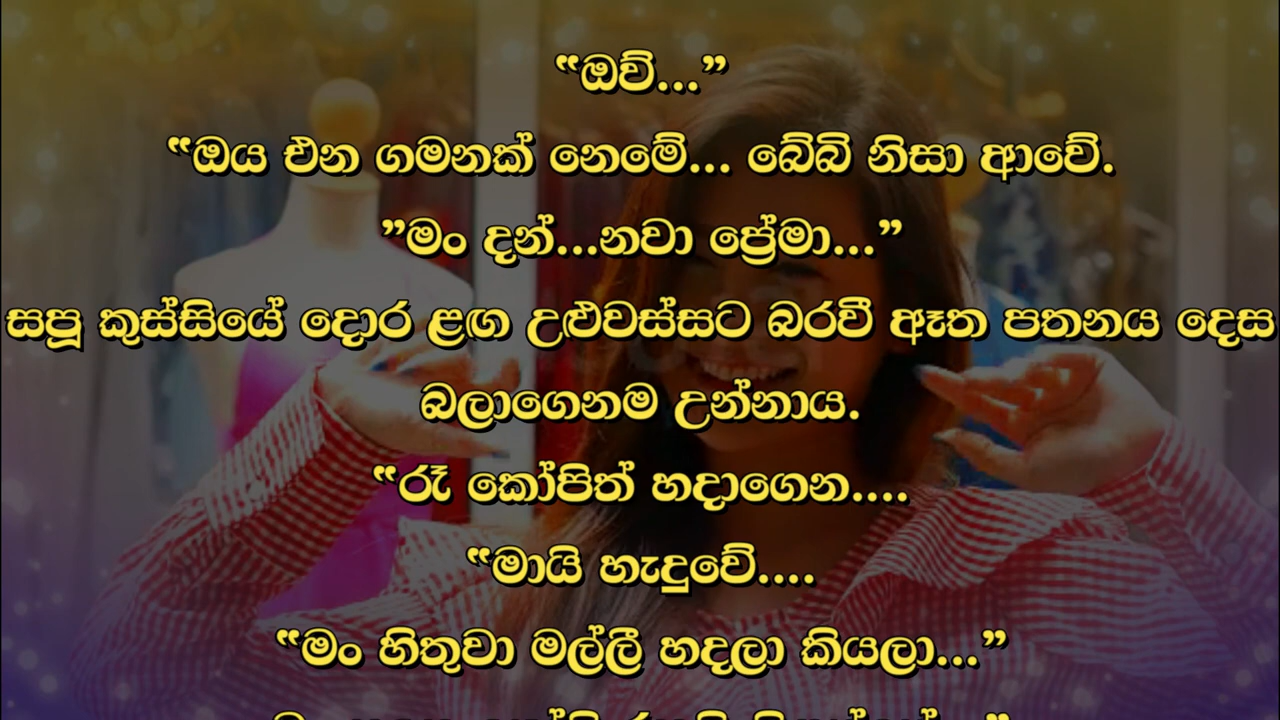 “ඔව්...”
“ඔය එන ගමනක් නෙමේ... බේබි නිසා ආවේ.
”මං දන්...නවා ප්‍රේමා...”
සපූ කුස්සියේ දොර ළඟ උළුවස්සට බරවී ඈත පතනය දෙස
බලාගෙනම උන්නාය.
“රෑ කෝපිත් හදාගෙන....
“මායි හැදුවේ....
“මං හිතුවා මල්ලී හදලා කියලා...”